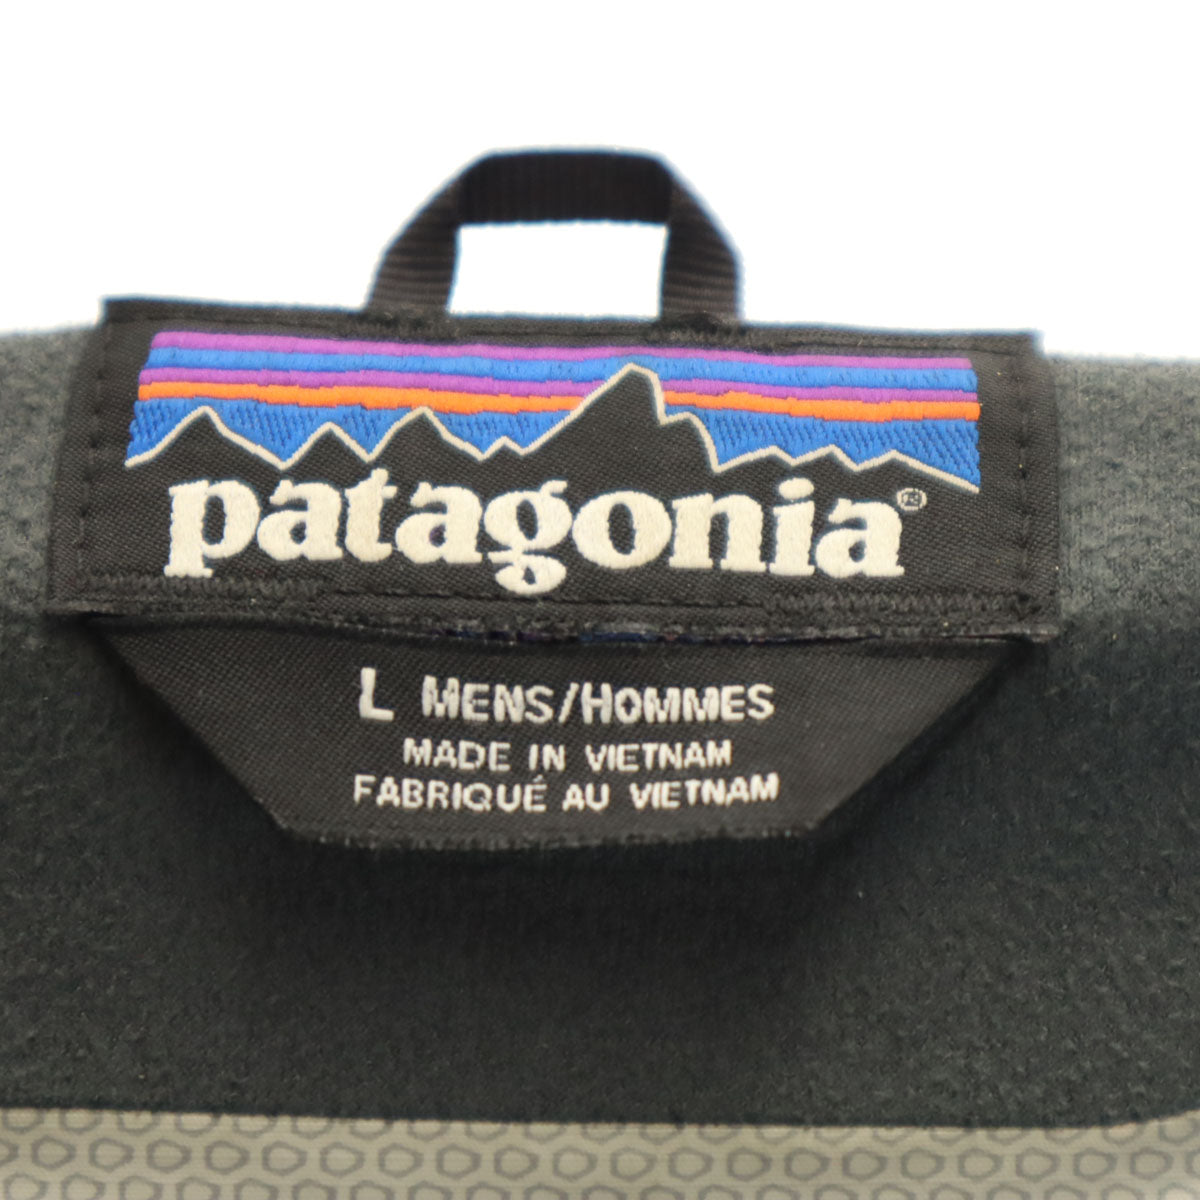 patagonia®
L MENS/HOMMES
MADE IN VIETNAM
FABRIQUÉ AU VIETNAM